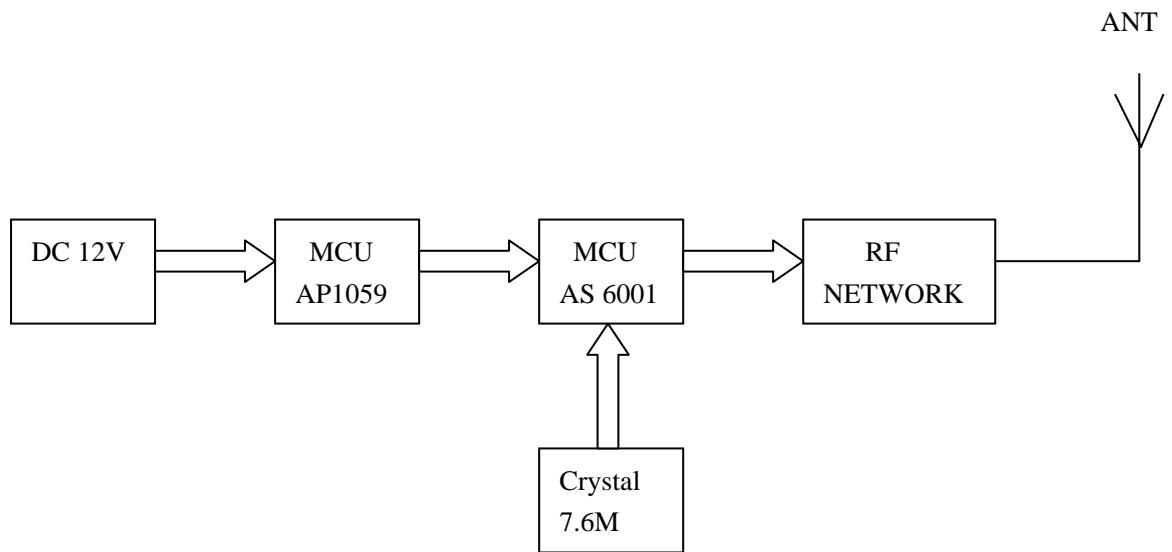 ANT
DC 12V
MCU
AP1059
MCU
AS 6001
RF
NETWORK
Crystal
7.6M